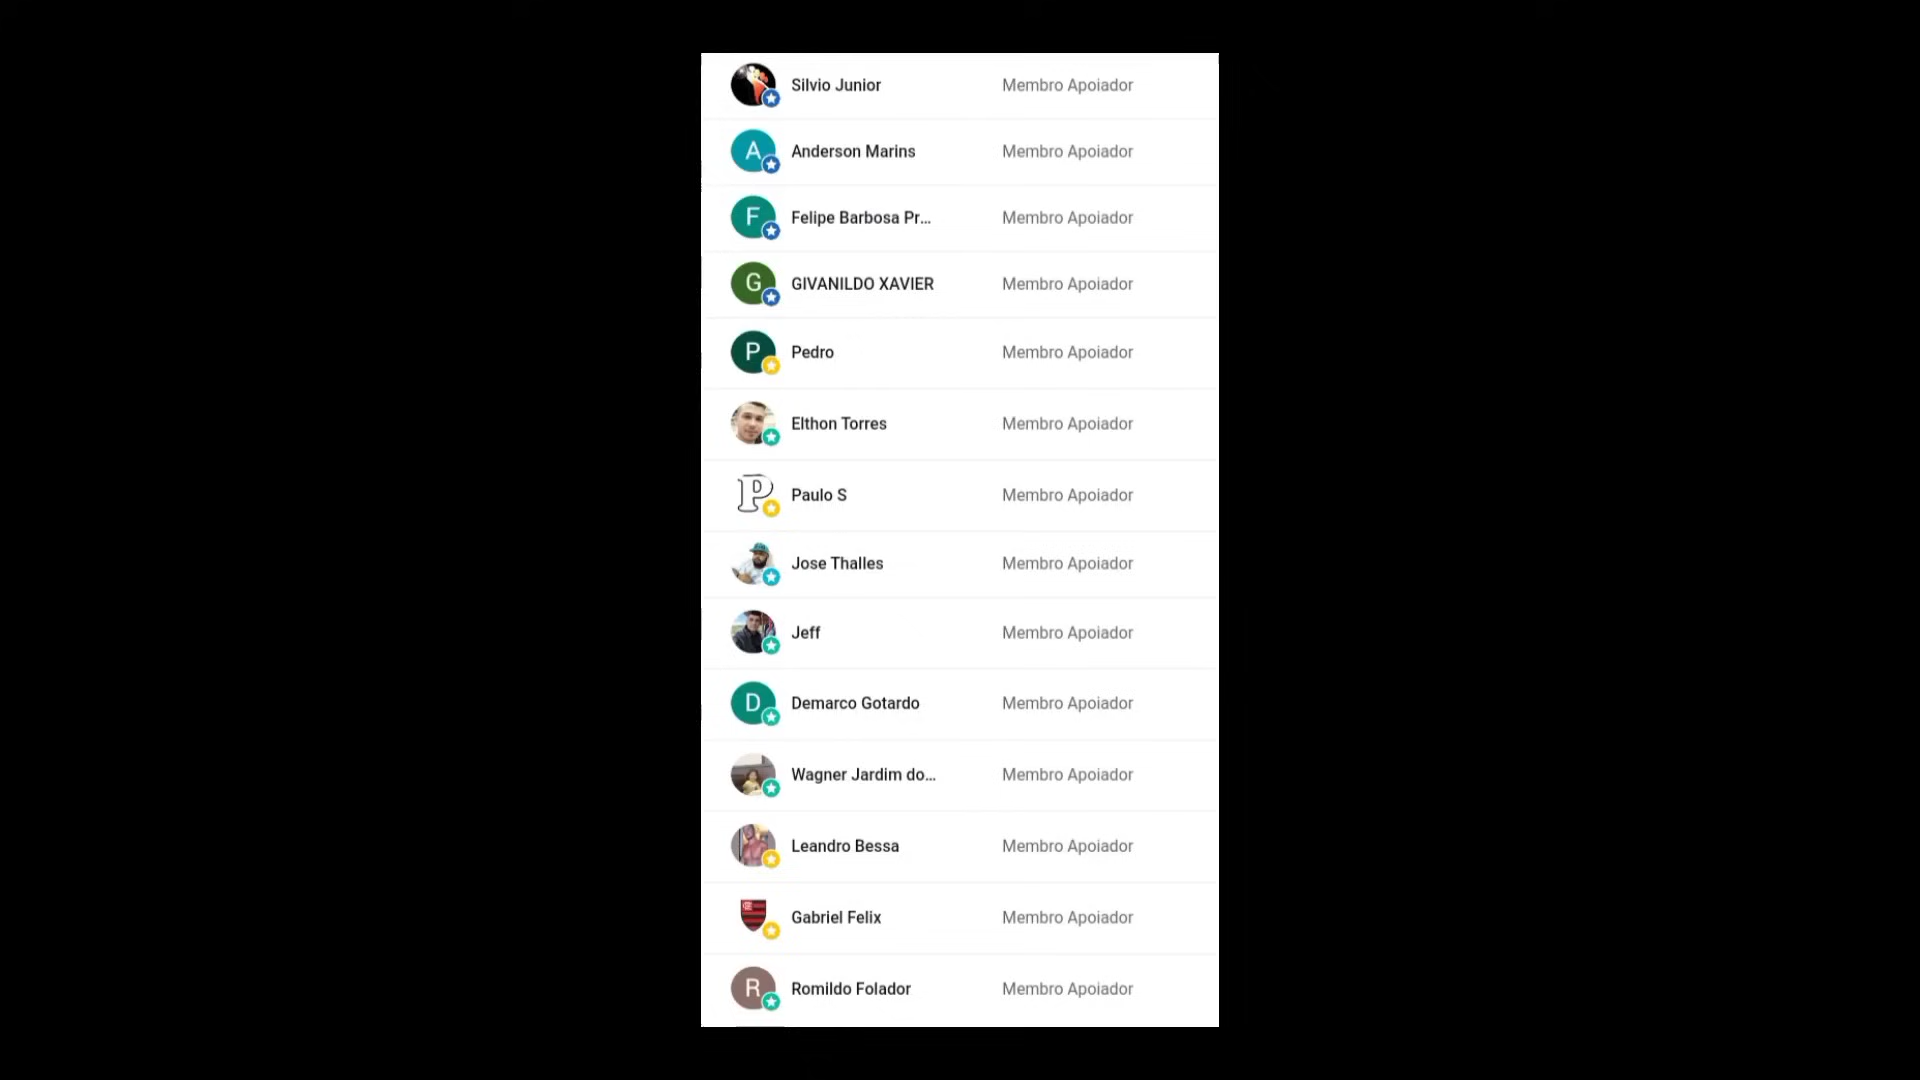 Silvio Junior Membro Apoiador
A Anderson Marins Membro Apoiador
F Felipe Barbosa Pr... Membro Apoiador
G GIVANILDO XAVIER Membro Apoiador
P Pedro Membro Apoiador
Elthon Torres Membro Apoiador
P Paulo S Membro Apoiador
Jose Thalles Membro Apoiador
Jeff Membro Apoiador
D Demarco Gotardo Membro Apoiador
Wagner Jardim do... Membro Apoiador
Leandro Bessa Membro Apoiador
Gabriel Felix Membro Apoiador
R Romildo Folador Membro Apoiador